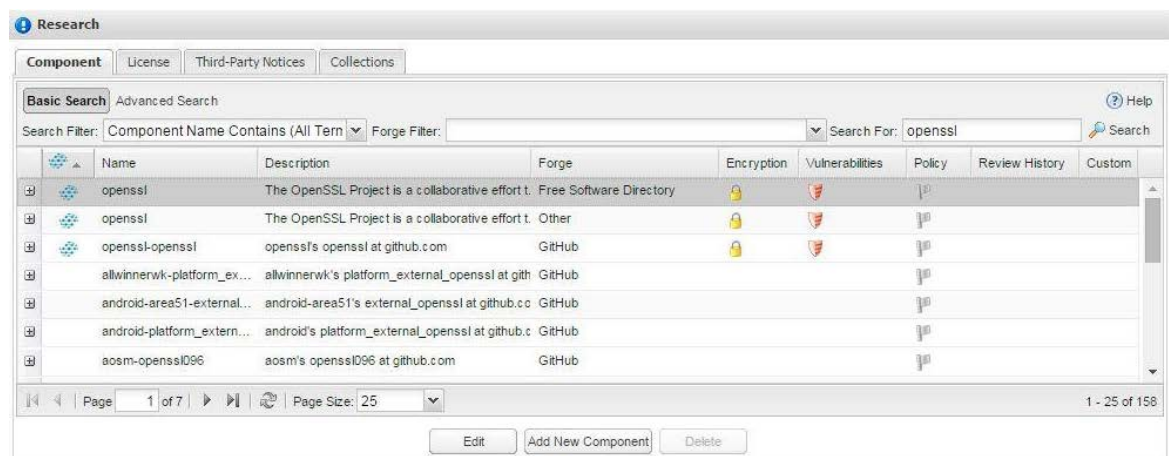 Research
Component License Third-Party Notices Collections
Basic Search Advanced Search Help
Search Filter: Component Name Contains (All Tern Forge Filter: Search For: openssl Search
Name Description Forge Encryption Vulnerabilities Policy Review History Custom
openssl The OpenSSL Project is a collaborative effort t. Free Software Directory
openssl The OpenSSL Project is a collaborative effort t. Other
openssl-openssl openssl's openssl at github.com GitHub
allwinnerwk-platform_ex... allwinnerwk's platform_external_openssl at gith GitHub
android-area51-external... android-area51's external_openssl at github.cc GitHub
android-platform_extern... android's platform_external_openssl at github.c GitHub
aosm-openssl096 aosm's openssl096 at github.com GitHub
Page 1 of 7 Page Size: 25 1 - 25 of 158
Edit Add New Component Delete